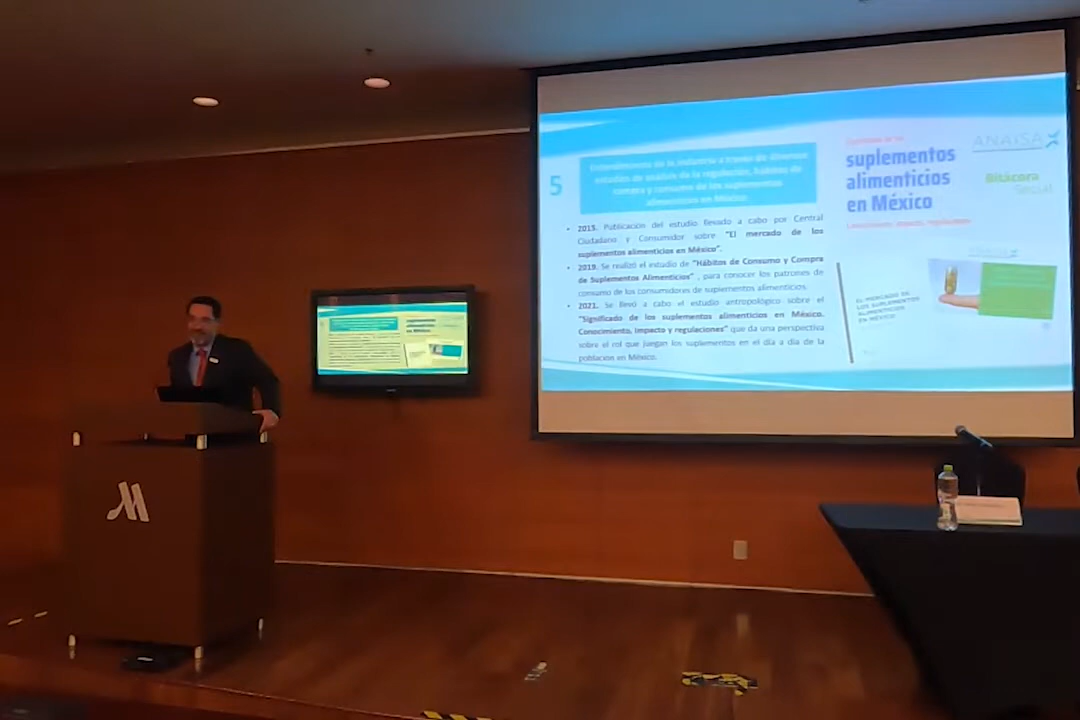 5
Entendimiento de la industria a través de diversos
estudios de análisis de la regulación, hábitos de
compra y consumo de los suplementos
alimenticios en México
• 2015. Publicación del estudio llevado a cabo por Central
Ciudadano y Consumidor sobre "El mercado de los
suplementos alimenticios en México".
• 2019. Se realizó el estudio de "Hábitos de Consumo y Compra
de Suplementos Alimenticios" , para conocer los patrones de
consumo de los consumidores de suplementos alimenticios.
• 2021. Se llevó a cabo el estudio antropológico sobre el
"Significado de los suplementos alimenticios en México.
Conocimiento, impacto y regulaciones" que da una perspectiva
sobre el rol que juegan los suplementos en el día a día de la
población en México.
suplementos
alimenticios
en México
ANAISA
Bitácora
Social
EL MERCADO DE
LOS SUPLEMENTOS
ALIMENTICIOS
EN MÉXICO
suplementos
alimenticios
en México
M